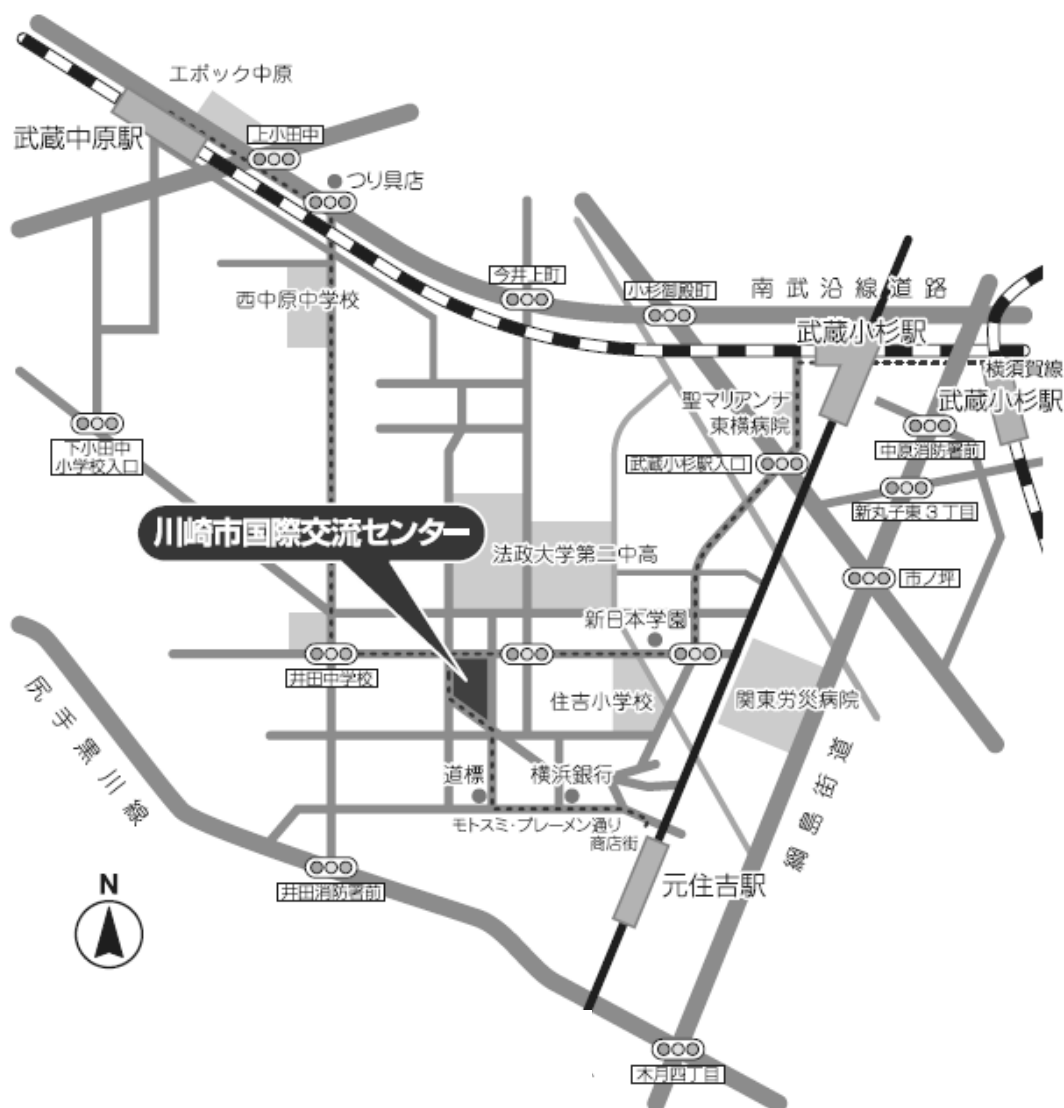 エポック中原
武蔵中原駅
上小田中
つり具店
西中原中学校
今井上町
小杉御殿町
南武沿線道路
武蔵小杉駅
横須賀線
武蔵小杉駅
聖マリアンナ
東横病院
中原消防署前
下小田中
小学校入口
武蔵小杉駅入口
新丸子東3丁目
川崎市国際交流センター
法政大学第二中高
市ノ坪
新日本学園
井田中学校
住吉小学校
関東労災病院
尻手黒川線
道標
横浜銀行
綱島街道
モトスミ・ブレーメン通り
商店街
元住吉駅
井田消防署前
N
木月四丁目